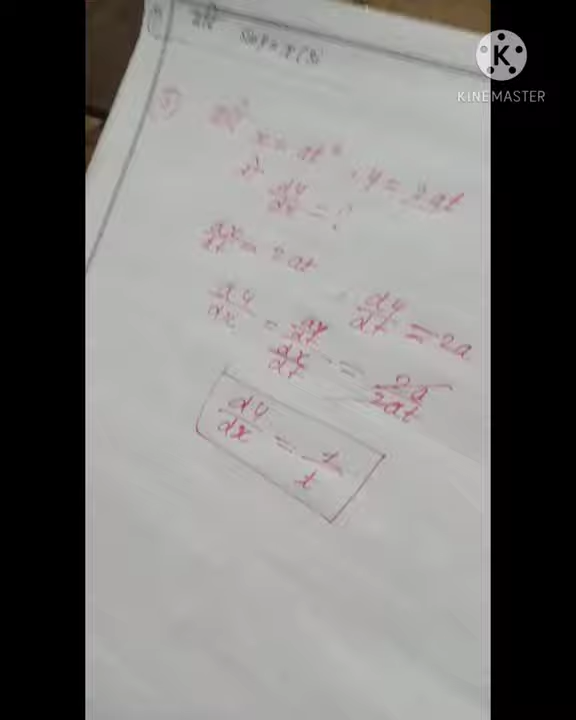 K
KINEMASTER
x = at² , y = 2at
dy/dx = ?
dx/dt = 2at
dy/dt = 2a
dy/dx = dy/dt / dx/dt = 2a/2at
dy/dx = 1/t